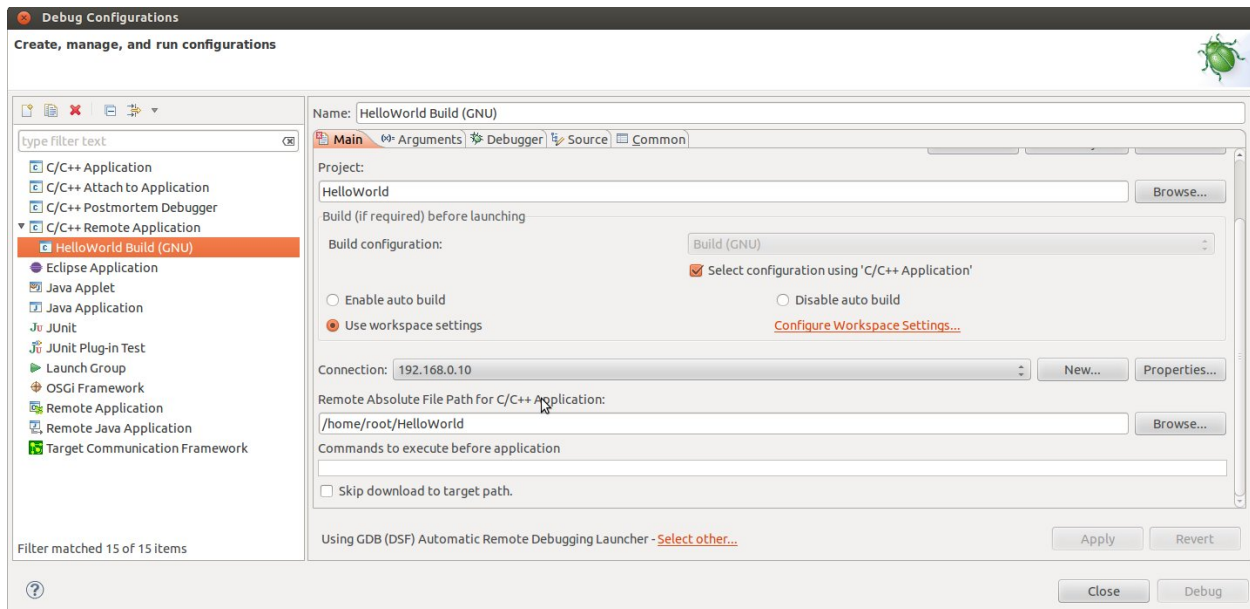 Debug Configurations
Create, manage, and run configurations
type filter text
C/C++ Application
C/C++ Attach to Application
C/C++ Postmortem Debugger
C/C++ Remote Application
HelloWorld Build (GNU)
Eclipse Application
Java Applet
Java Application
JUnit
JUnit Plug-in Test
Launch Group
OSGi Framework
Remote Application
Remote Java Application
Target Communication Framework
Filter matched 15 of 15 items
Name: HelloWorld Build (GNU)
Main Arguments Debugger Source Common
Project:
HelloWorld Browse...
Build (if required) before launching
Build configuration: Build (GNU)
Select configuration using 'C/C++ Application'
Enable auto build Disable auto build
Use workspace settings Configure Workspace Settings...
Connection: 192.168.0.10 New... Properties...
Remote Absolute File Path for C/C++ Application:
/home/root/HelloWorld Browse...
Commands to execute before application
Skip download to target path.
Using GDB (DSF) Automatic Remote Debugging Launcher - Select other... Apply Revert
Close Debug